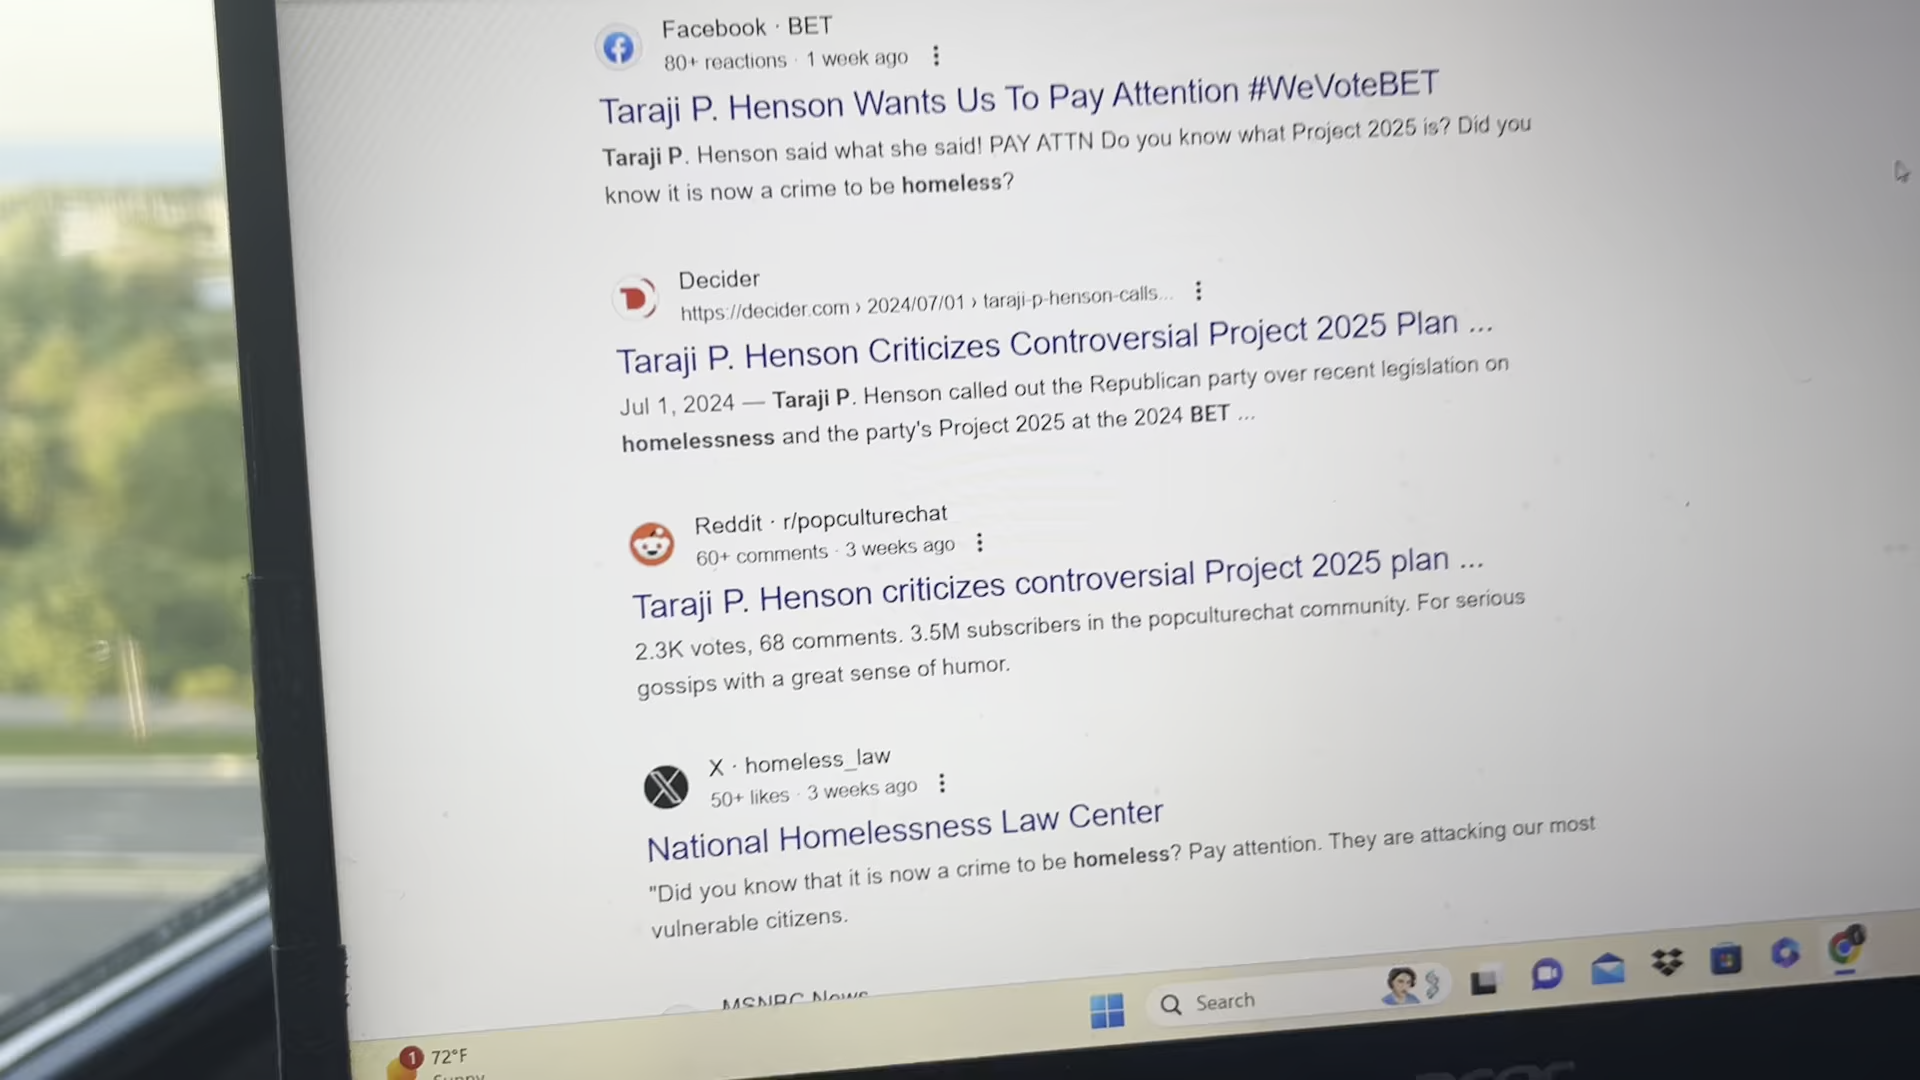 Facebook · BET
80+ reactions · 1 week ago
Taraji P. Henson Wants Us To Pay Attention #WeVoteBET
Taraji P. Henson said what she said! PAY ATTN Do you know what Project 2025 is? Did you
know it is now a crime to be homeless?
Decider
https://decider.com › 2024/07/01 › taraji-p-henson-calls...
Taraji P. Henson Criticizes Controversial Project 2025 Plan ...
Jul 1, 2024 — Taraji P. Henson called out the Republican party over recent legislation on
homelessness and the party's Project 2025 at the 2024 BET ...
Reddit · r/popculturechat
60+ comments · 3 weeks ago
Taraji P. Henson criticizes controversial Project 2025 plan ...
2.3K votes, 68 comments. 3.5M subscribers in the popculturechat community. For serious
gossips with a great sense of humor.
X · homeless_law
50+ likes · 3 weeks ago
National Homelessness Law Center
"Did you know that it is now a crime to be homeless? Pay attention. They are attacking our most
vulnerable citizens.
MSNBC News
Search
1
72°F
Sunny